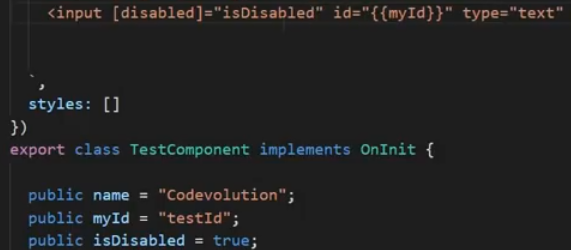 <input [disabled]="isDisabled" id="{{myId}}" type="text"
`,
styles: []
})
export class TestComponent implements OnInit {
public name = "Codevolution";
public myId = "testId";
public isDisabled = true;